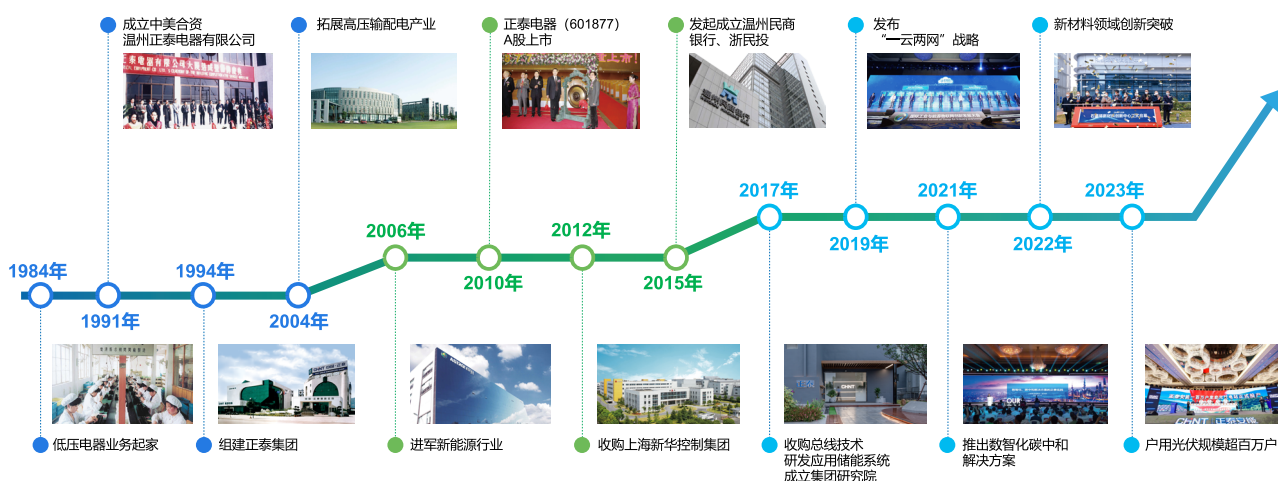 成立中美合资
温州正泰电器有限公司
拓展高压输配电产业
正泰电器（601877）
A股上市
发起成立温州民商
银行、浙民投
发布
“一云两网”战略
新材料领域创新突破
1984年
1991年
1994年
2004年
2006年
2010年
2012年
2015年
2017年
2019年
2021年
2022年
2023年
CHNT
低压电器业务起家
组建正泰集团
进军新能源行业
收购上海新华控制集团
收购总线技术
研发应用储能系统
成立集团研究院
推出数智化碳中和
解决方案
户用光伏规模超百万户